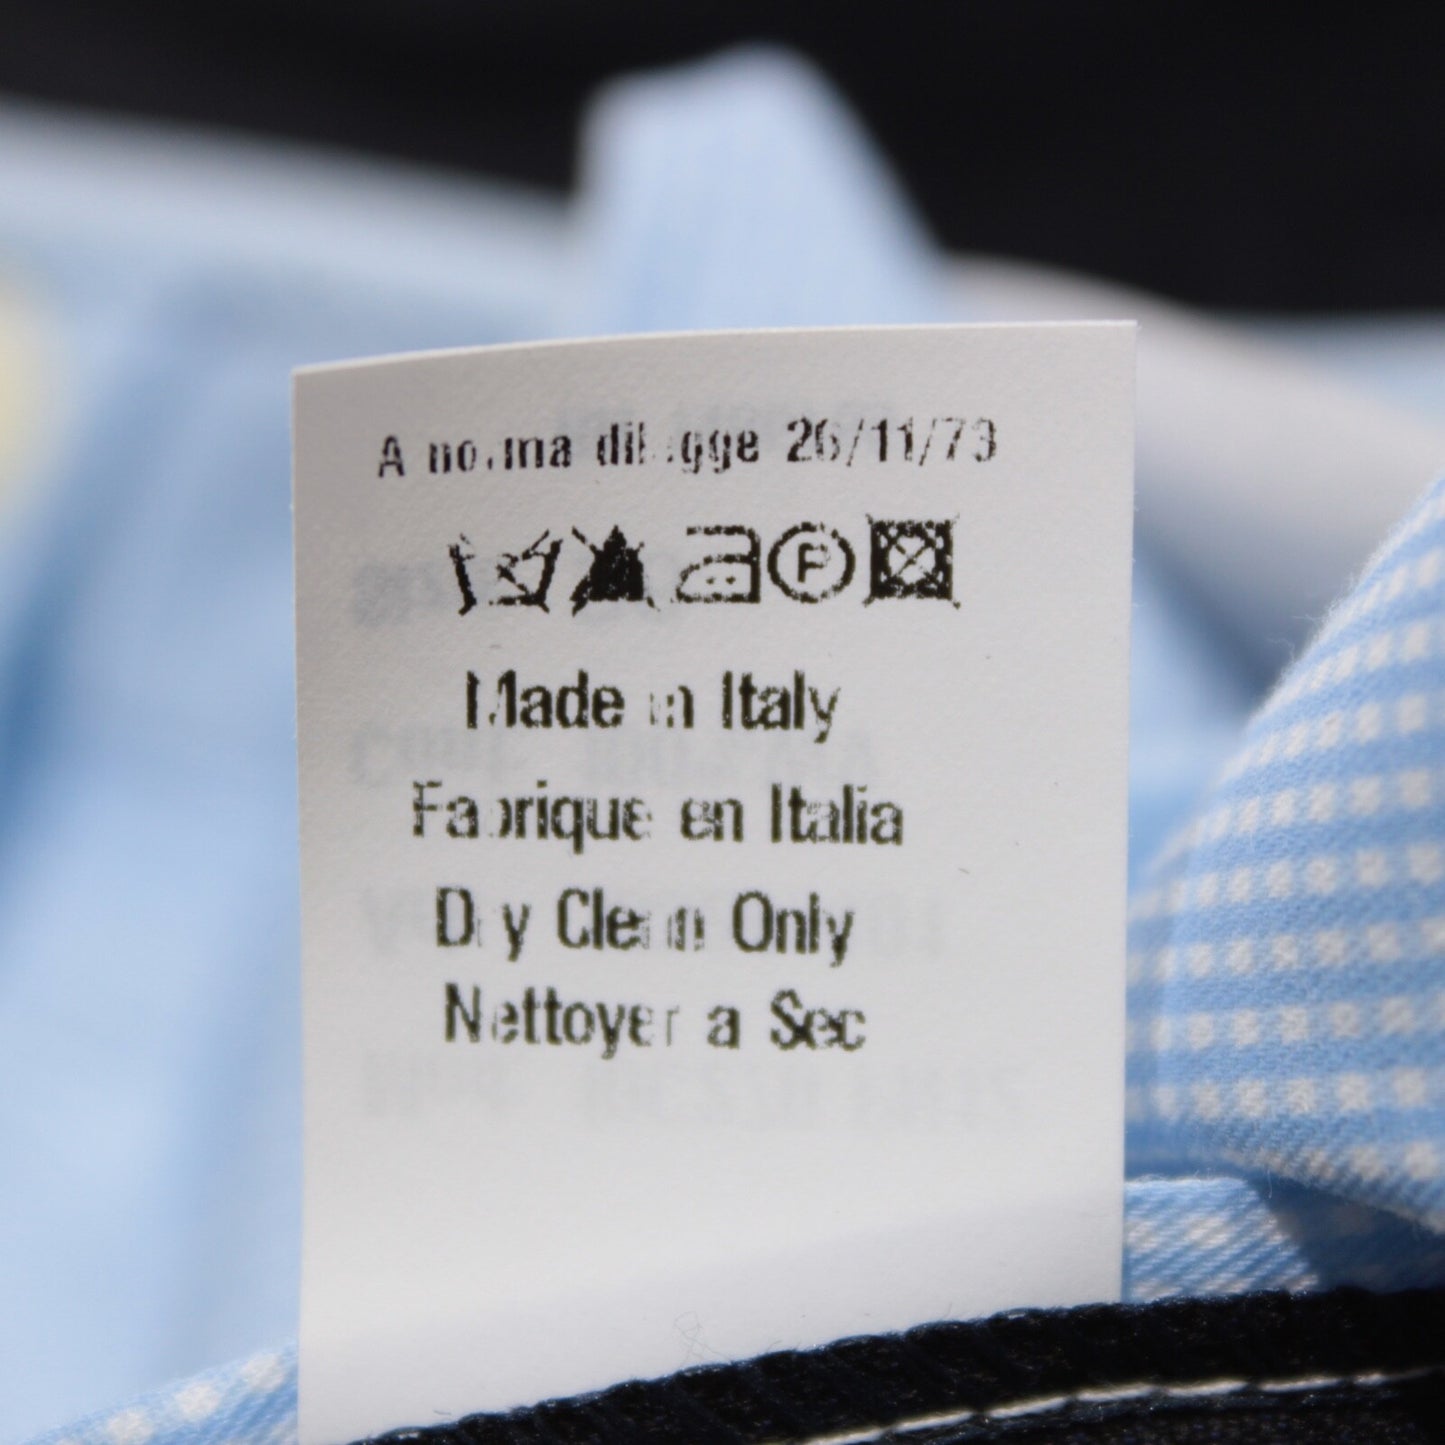 A norma di legge 26/11/73
Made in Italy
Fabrique en Italia
Dry Clean Only
Nettoyer a Sec